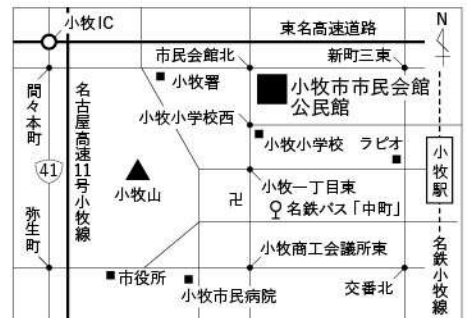 小牧IC
東名高速道路
N
市民会館北
新町三東
小牧署
小牧市市民会館
公民館
間々本町
名古屋高速11号小牧線
小牧小学校西
小牧小学校
ラピオ
小牧駅
41
小牧山
小牧一丁目東
卍
名鉄バス「中町」
弥生町
小牧商工会議所東
名鉄小牧線
市役所
小牧市民病院
交番北